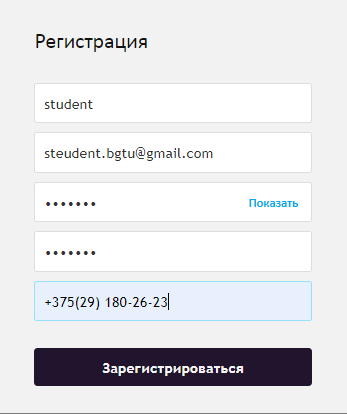 Регистрация
student
steudent.bgtu@gmail.com
••••••• Показать
•••••••
+375(29) 180-26-23
Зарегистрироваться